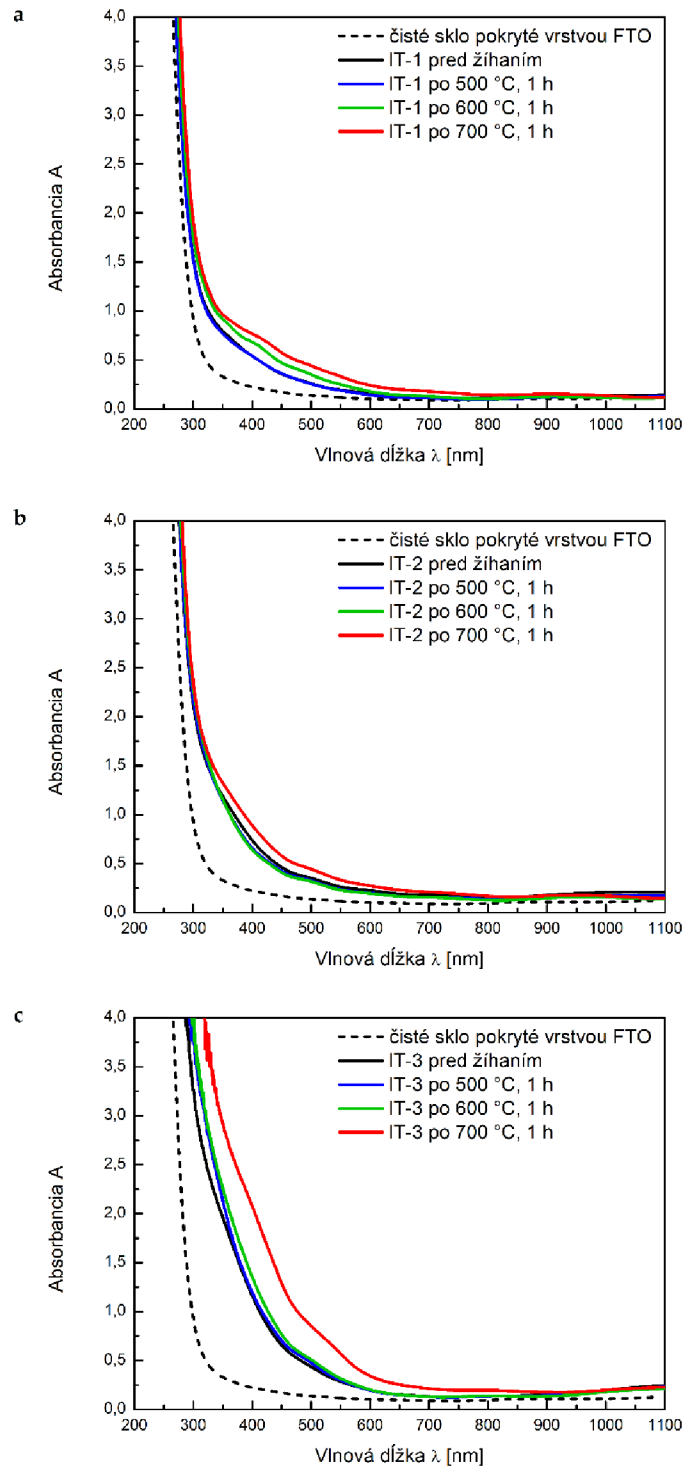 a
4,0
3,5
3,0
2,5
2,0
1,5
1,0
0,5
0,0
Absorbancia A
čisté sklo pokryté vrstvou FTO
IT-1 pred žíhaním
IT-1 po 500 °C, 1 h
IT-1 po 600 °C, 1 h
IT-1 po 700 °C, 1 h
200 300 400 500 600 700 800 900 1000 1100
Vlnová dĺžka λ [nm]
b
4,0
3,5
3,0
2,5
2,0
1,5
1,0
0,5
0,0
Absorbancia A
čisté sklo pokryté vrstvou FTO
IT-2 pred žíhaním
IT-2 po 500 °C, 1 h
IT-2 po 600 °C, 1 h
IT-2 po 700 °C, 1 h
200 300 400 500 600 700 800 900 1000 1100
Vlnová dĺžka λ [nm]
c
4,0
3,5
3,0
2,5
2,0
1,5
1,0
0,5
0,0
Absorbancia A
čisté sklo pokryté vrstvou FTO
IT-3 pred žíhaním
IT-3 po 500 °C, 1 h
IT-3 po 600 °C, 1 h
IT-3 po 700 °C, 1 h
200 300 400 500 600 700 800 900 1000 1100
Vlnová dĺžka λ [nm]